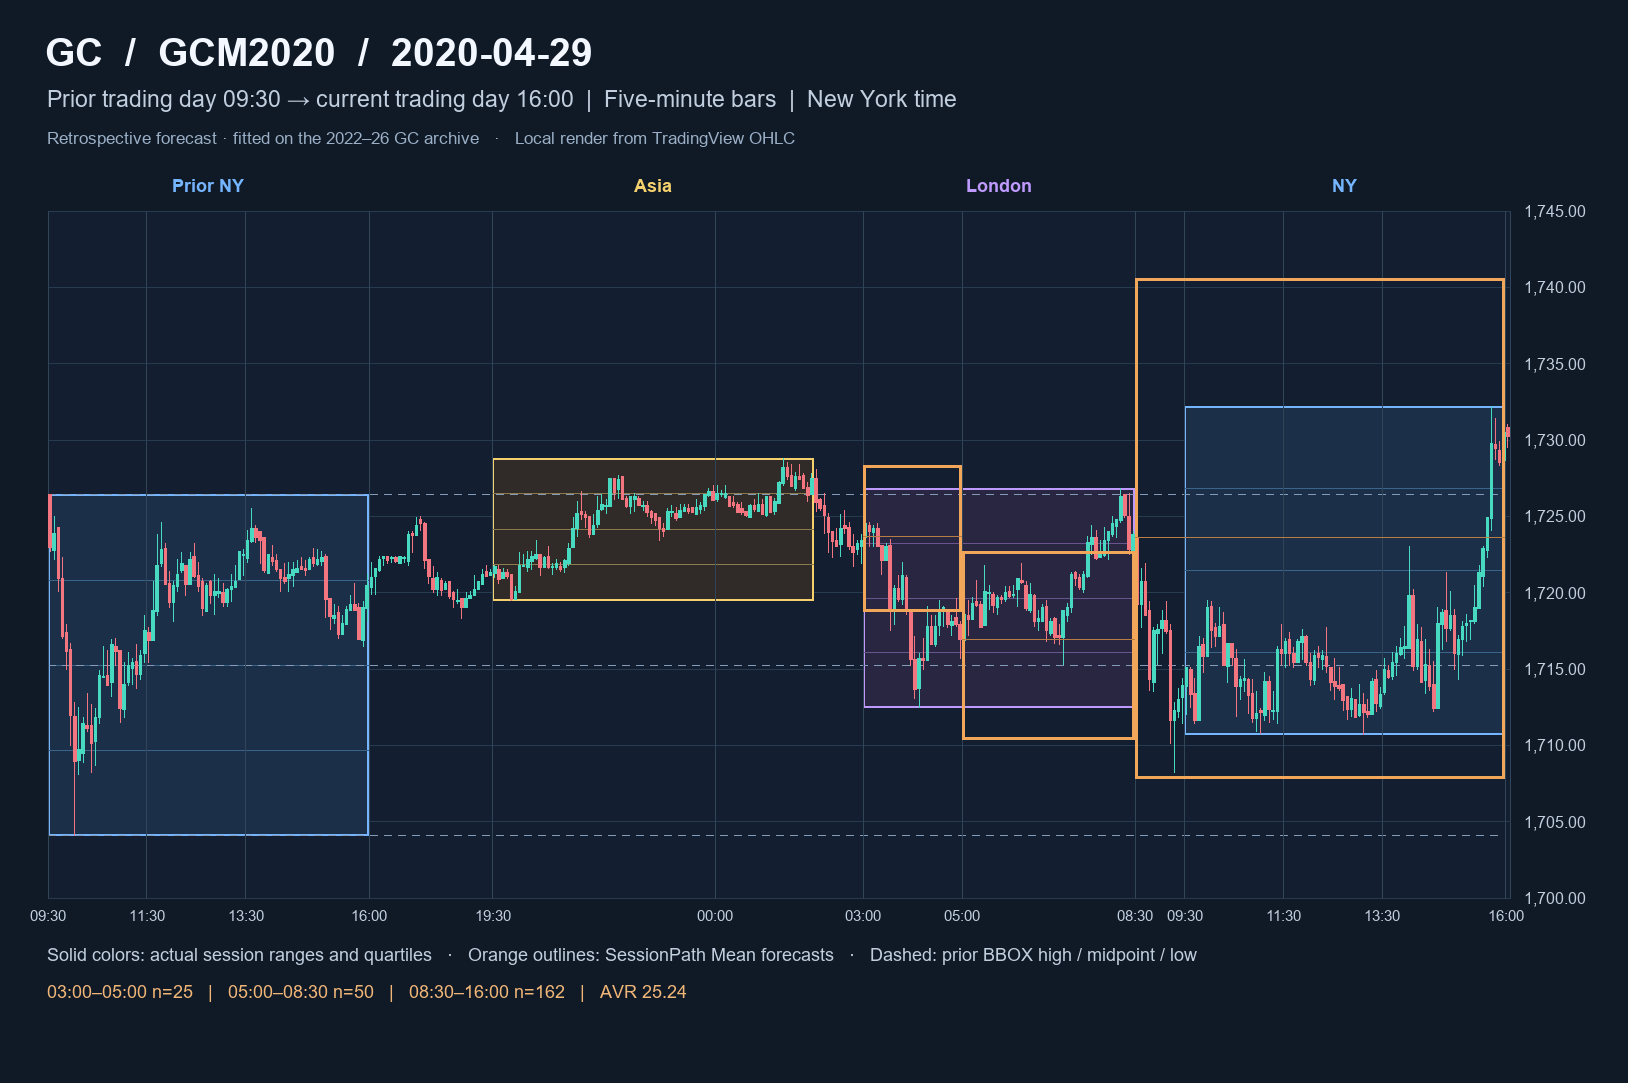 GC / GCM2020 / 2020-04-29
Prior trading day 09:30 → current trading day 16:00 | Five-minute bars | New York time
Retrospective forecast · fitted on the 2022–26 GC archive · Local render from TradingView OHLC
Prior NY Asia London NY
1,745.00
1,740.00
1,735.00
1,730.00
1,725.00
1,720.00
1,715.00
1,710.00
1,705.00
1,700.00
09:30 11:30 13:30 16:00 19:30 00:00 03:00 05:00 08:30 09:30 11:30 13:30 16:00
Solid colors: actual session ranges and quartiles · Orange outlines: SessionPath Mean forecasts · Dashed: prior BBOX high / midpoint / low
03:00–05:00 n=25 | 05:00–08:30 n=50 | 08:30–16:00 n=162 | AVR 25.24